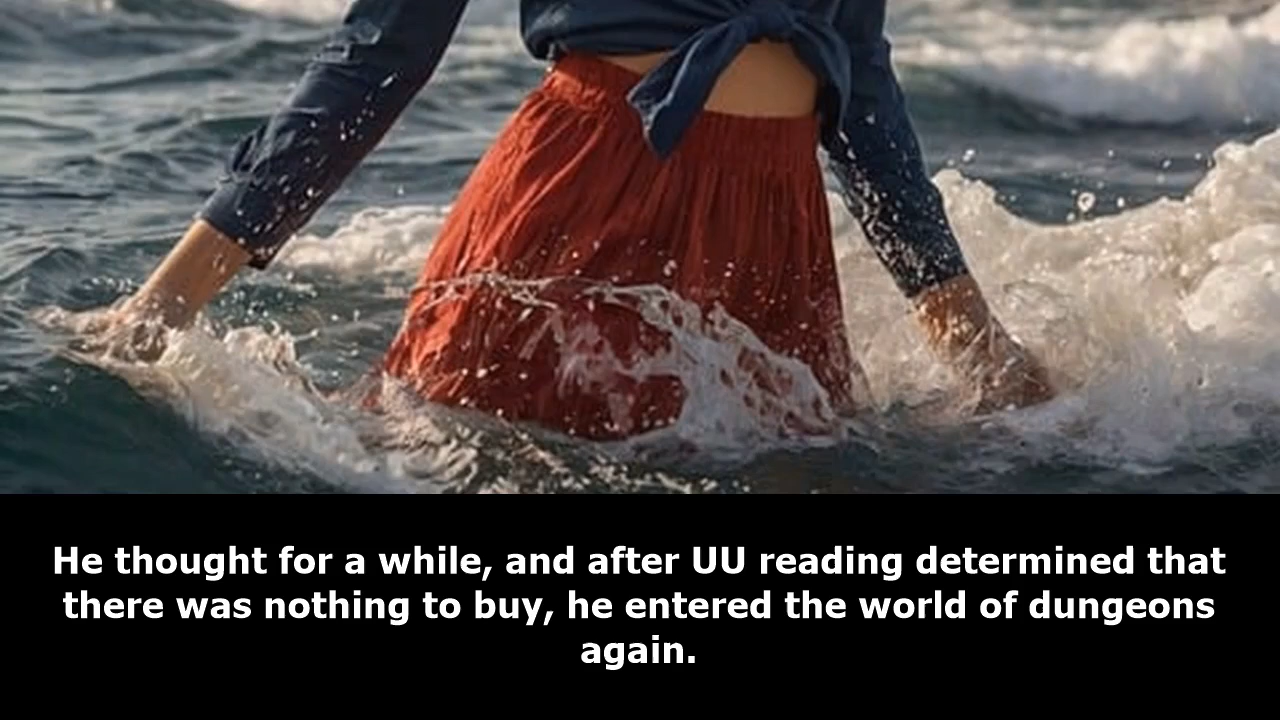 He thought for a while, and after UU reading determined that
there was nothing to buy, he entered the world of dungeons
again.